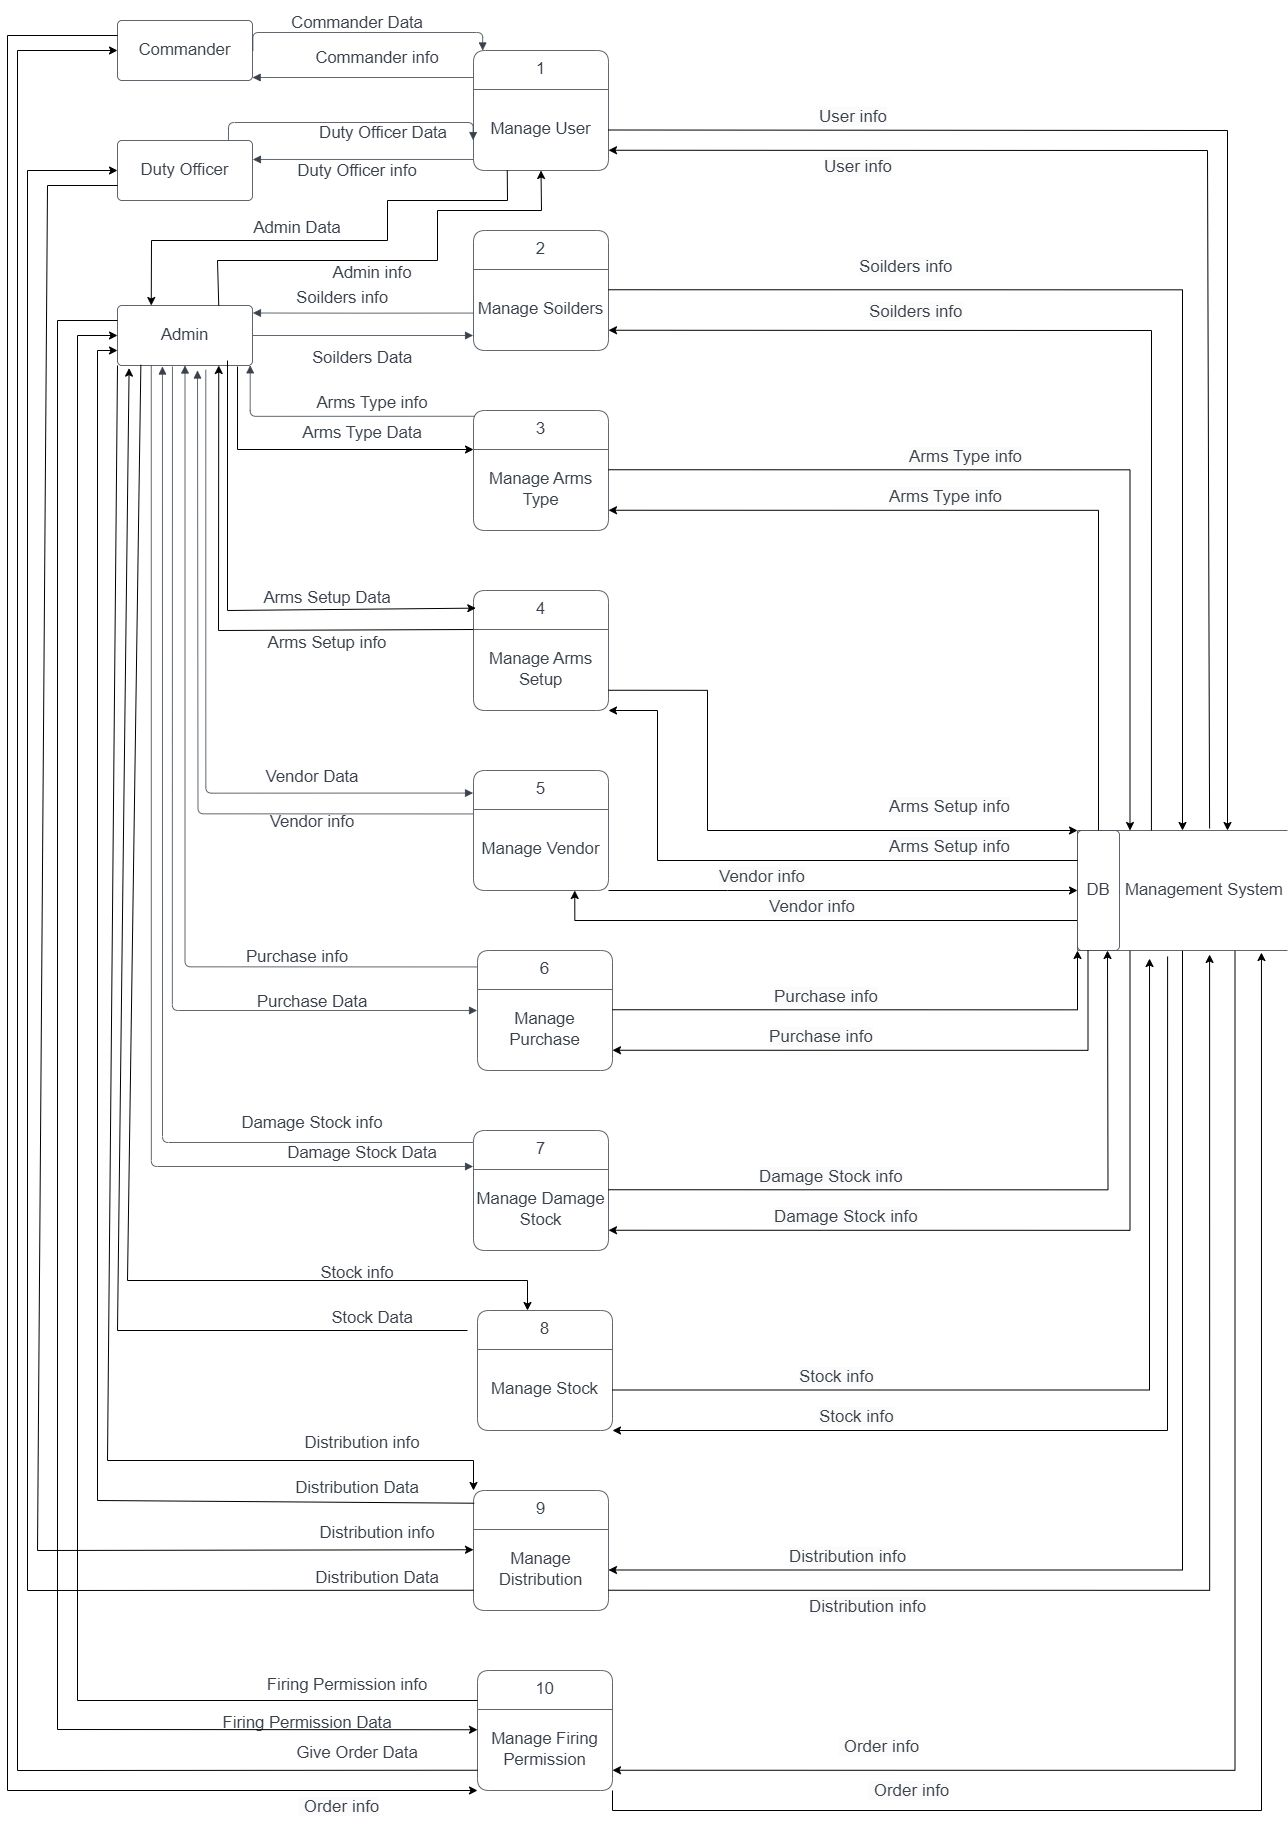 Commander Data
Commander
Commander info
1
Manage User
User info
User info
Duty Officer Data
Duty Officer
Duty Officer info
Admin Data
Admin info
2
Manage Soilders
Soilders info
Soilders info
Soilders info
Admin
Soilders Data
Arms Type info
Arms Type Data
3
Manage Arms
Type
Arms Type info
Arms Type info
Arms Setup Data
Arms Setup info
4
Manage Arms
Setup
Vendor Data
Vendor info
5
Manage Vendor
Arms Setup info
Arms Setup info
Vendor info
Vendor info
DB
Management System
Purchase info
Purchase Data
6
Manage
Purchase
Purchase info
Purchase info
Damage Stock info
Damage Stock Data
7
Manage Damage
Stock
Damage Stock info
Damage Stock info
Stock info
Stock Data
8
Manage Stock
Stock info
Stock info
Distribution info
Distribution Data
9
Manage
Distribution
Distribution info
Distribution Data
Distribution info
Distribution info
Firing Permission info
Firing Permission Data
10
Manage Firing
Permission
Give Order Data
Order info
Order info
Order info